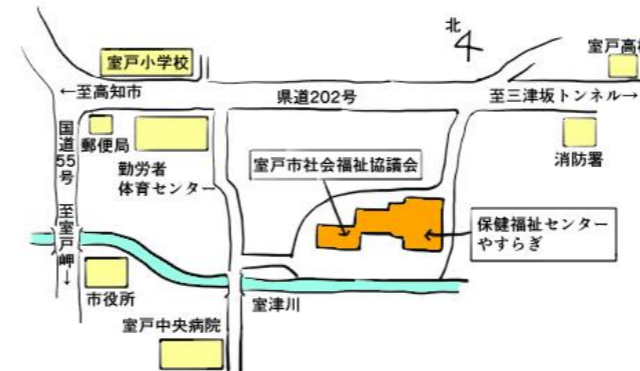 北
室戸小学校
室戸高校
←至高知市
県道202号
至三津坂トンネル→
国道55号
郵便局
勤労者
体育センター
消防署
室戸市社会福祉協議会
保健福祉センター
やすらぎ
至室戸岬→
市役所
室津川
室戸中央病院